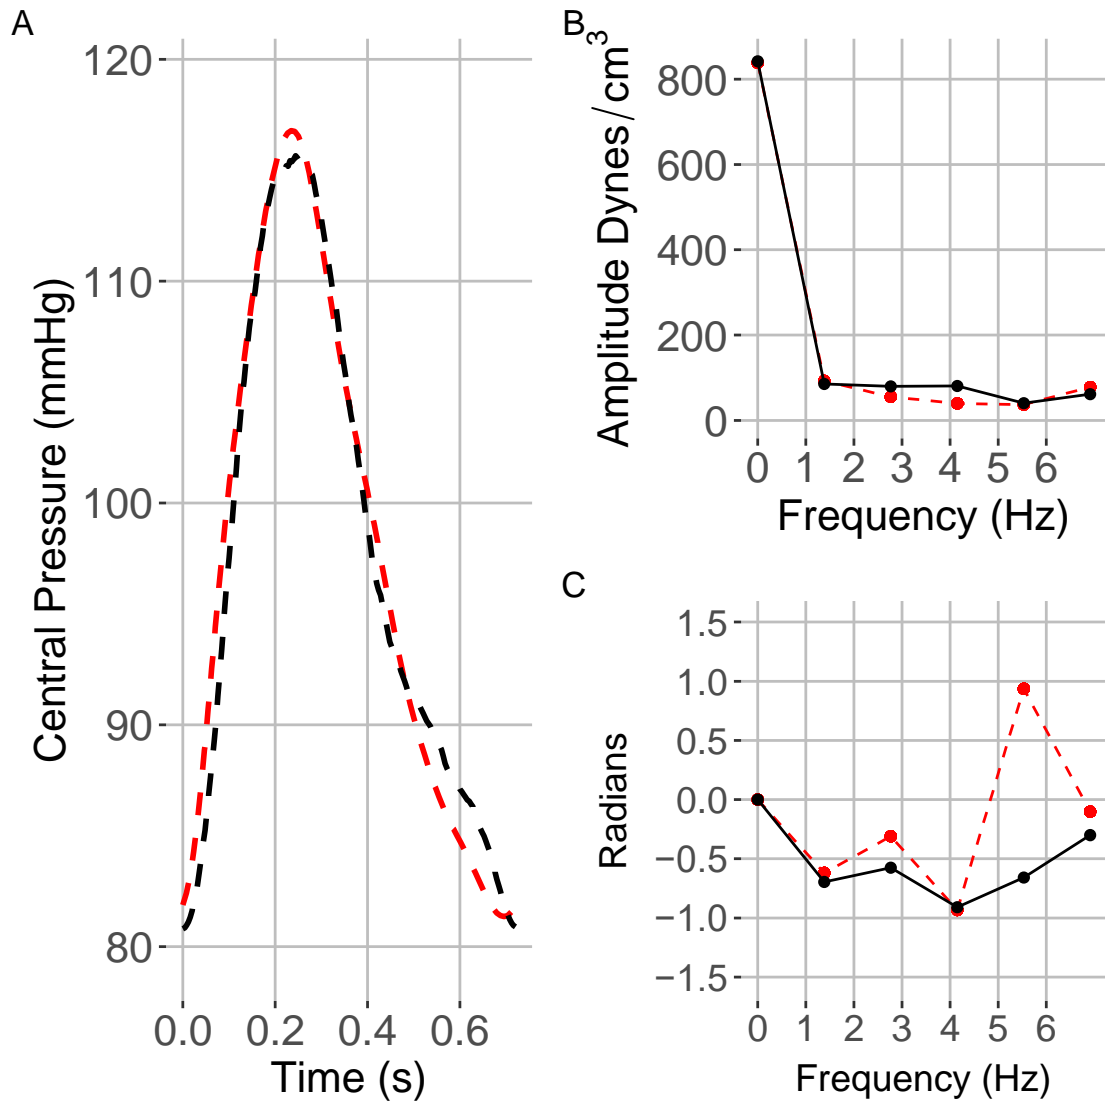 A
Central Pressure (mmHg)
120
110
100
90
80
0.0 0.2 0.4 0.6
Time (s)
B
Amplitude Dynes/cm³
800
600
400
200
0
0 1 2 3 4 5 6
Frequency (Hz)
C
Radians
1.5
1.0
0.5
0.0
−0.5
−1.0
−1.5
0 1 2 3 4 5 6
Frequency (Hz)